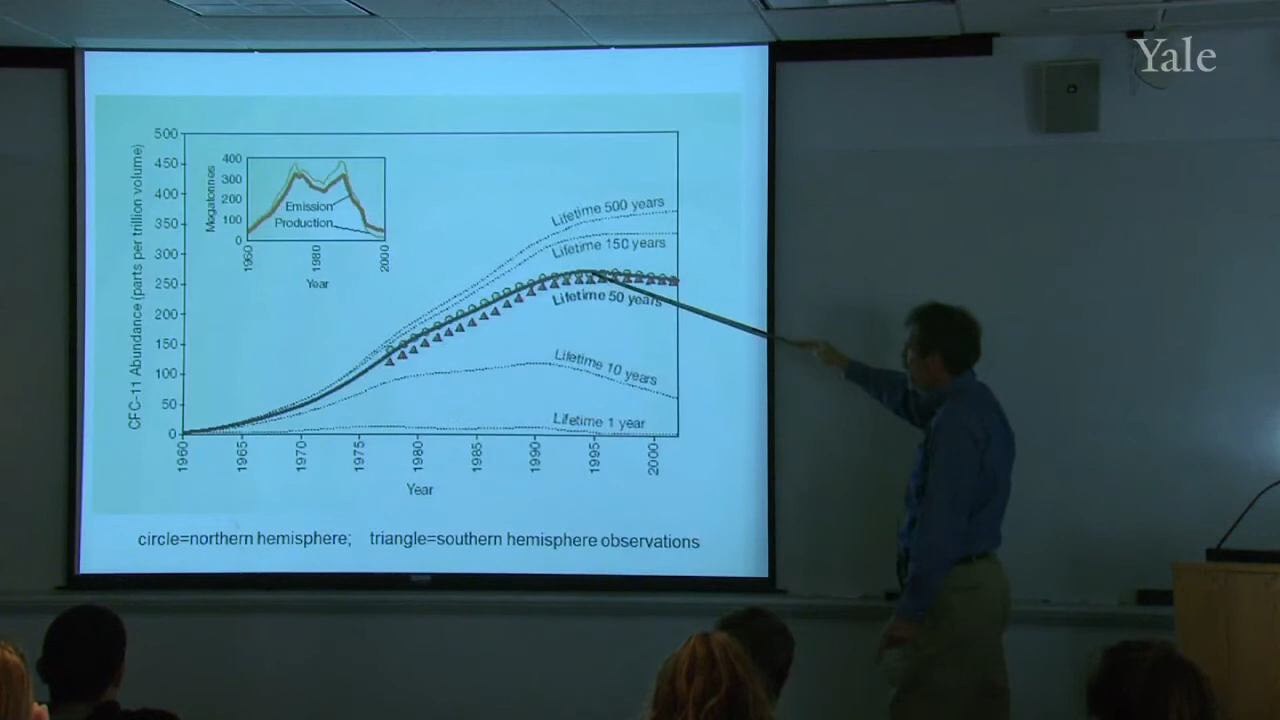 Yale
500
450
400
350
300
250
200
150
100
50
0
CFC–11 Abundance (parts per trillion volume)
400
300
200
100
0
Megatonnes
Emission
Production
1960
1980
2000
Year
Lifetime 500 years
Lifetime 150 years
Lifetime 50 years
Lifetime 10 years
Lifetime 1 year
1960
1965
1970
1975
1980
1985
1990
1995
2000
Year
circle=northern hemisphere; triangle=southern hemisphere observations